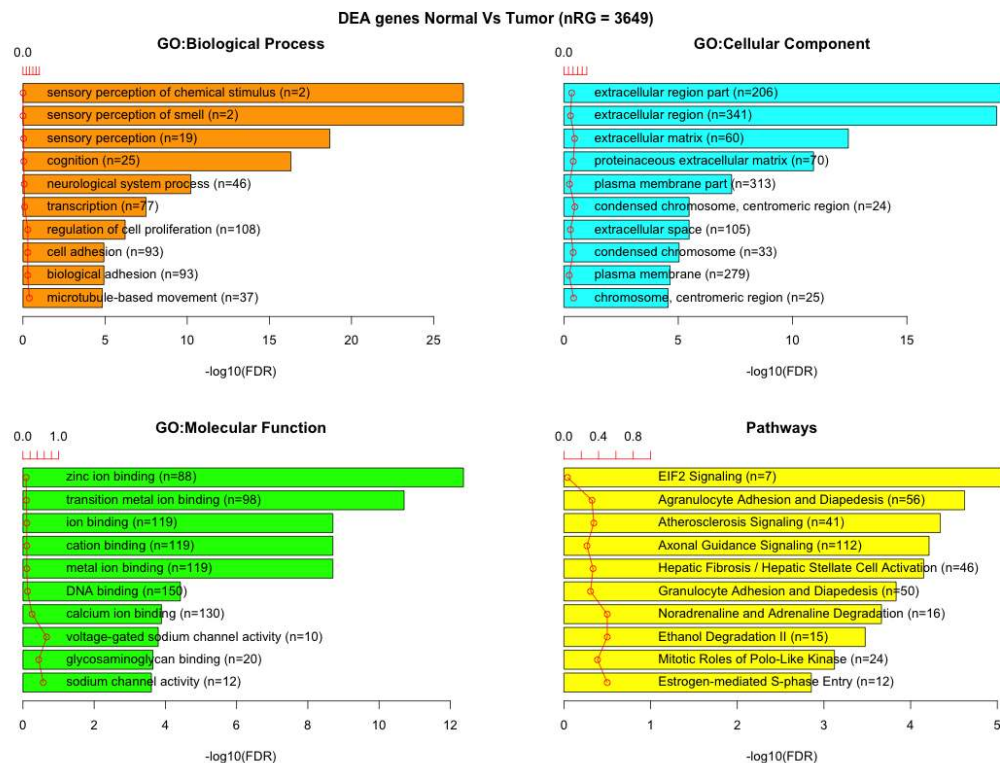 DEA genes Normal Vs Tumor (nRG = 3649)
GO:Biological Process
0.0
sensory perception of chemical stimulus (n=2)
sensory perception of smell (n=2)
sensory perception (n=19)
cognition (n=25)
neurological system process (n=46)
transcription (n=77)
regulation of cell proliferation (n=108)
cell adhesion (n=93)
biological adhesion (n=93)
microtubule-based movement (n=37)
0 5 10 15 20 25
-log10(FDR)
GO:Cellular Component
0.0
extracellular region part (n=206)
extracellular region (n=341)
extracellular matrix (n=60)
proteinaceous extracellular matrix (n=70)
plasma membrane part (n=313)
condensed chromosome, centromeric region (n=24)
extracellular space (n=105)
condensed chromosome (n=33)
plasma membrane (n=279)
chromosome, centromeric region (n=25)
0 5 10 15
-log10(FDR)
GO:Molecular Function
0.0 1.0
zinc ion binding (n=88)
transition metal ion binding (n=98)
ion binding (n=119)
cation binding (n=119)
metal ion binding (n=119)
DNA binding (n=150)
calcium ion binding (n=130)
voltage-gated sodium channel activity (n=10)
glycosaminoglycan binding (n=20)
sodium channel activity (n=12)
0 2 4 6 8 10 12
-log10(FDR)
Pathways
0.0 0.4 0.8
EIF2 Signaling (n=7)
Agranulocyte Adhesion and Diapedesis (n=56)
Atherosclerosis Signaling (n=41)
Axonal Guidance Signaling (n=112)
Hepatic Fibrosis / Hepatic Stellate Cell Activation (n=46)
Granulocyte Adhesion and Diapedesis (n=50)
Noradrenaline and Adrenaline Degradation (n=16)
Ethanol Degradation II (n=15)
Mitotic Roles of Polo-Like Kinase (n=24)
Estrogen-mediated S-phase Entry (n=12)
0 1 2 3 4 5
-log10(FDR)